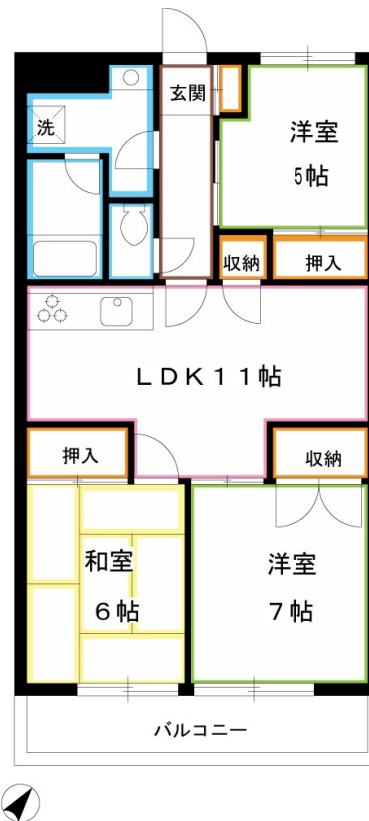 玄関
洗
洋室
5帖
収納
押入
LDK11帖
押入
収納
和室
6帖
洋室
7帖
バルコニー